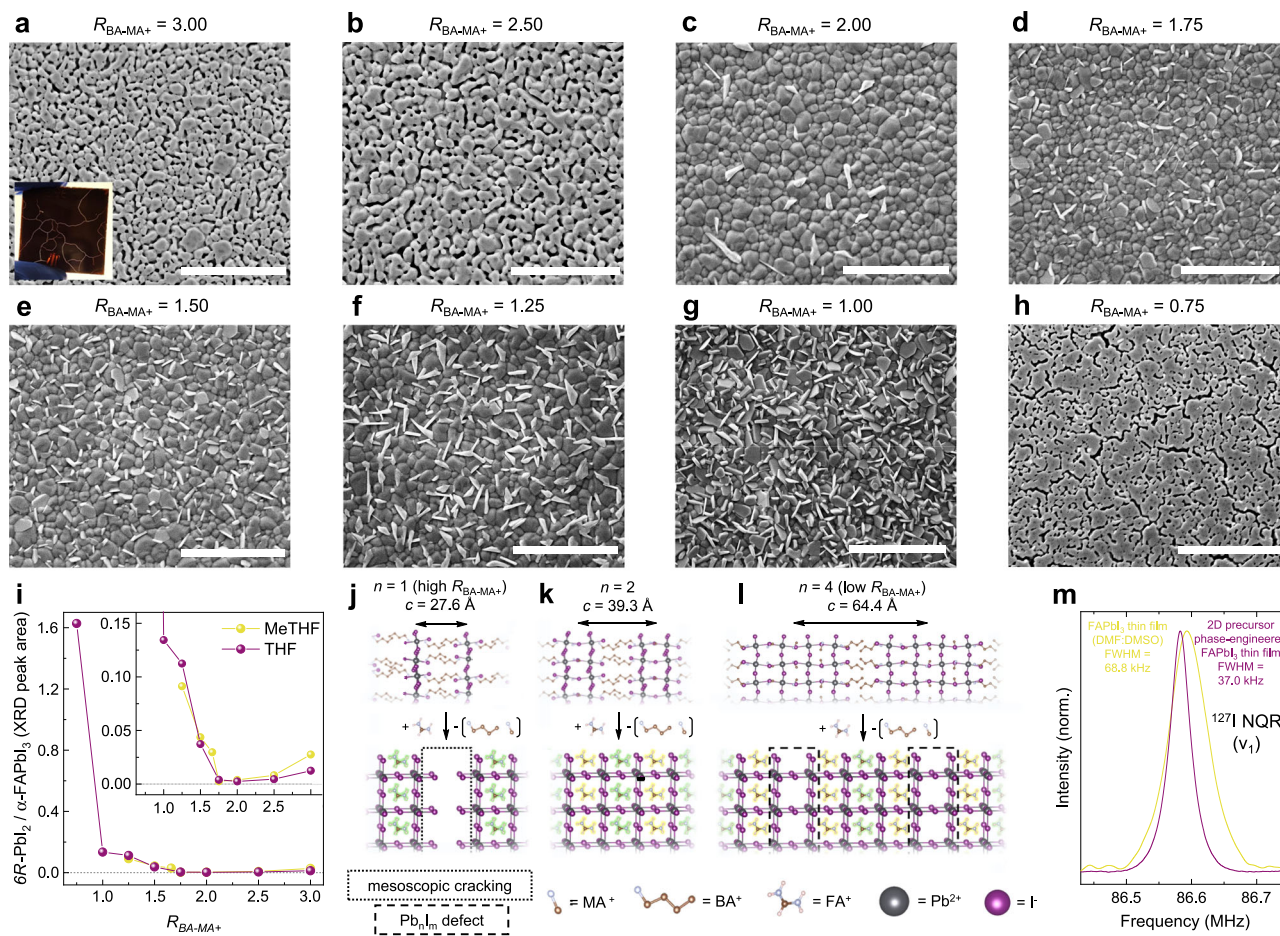 a
R_BA-MA+ = 3.00
b
R_BA-MA+ = 2.50
c
R_BA-MA+ = 2.00
d
R_BA-MA+ = 1.75
e
R_BA-MA+ = 1.50
f
R_BA-MA+ = 1.25
g
R_BA-MA+ = 1.00
h
R_BA-MA+ = 0.75
i
6R-PbI₂ / α-FAPbI₃ (XRD peak area)
1.6
1.2
0.8
0.4
0.0
0.15
0.10
0.05
0.00
MeTHF
THF
1.0
1.5
2.0
2.5
3.0
1.0
1.5
2.0
2.5
3.0
R_BA-MA+
j
n = 1 (high R_BA-MA+)
c = 27.6 Å
+
-
k
n = 2
c = 39.3 Å
+
-
l
n = 4 (low R_BA-MA+)
c = 64.4 Å
+
-
mesoscopic cracking
PbₙIₘ defect
= MA⁺
= BA⁺
= FA⁺
= Pb²⁺
= I⁻
m
Intensity (norm.)
FAPbI₃ thin film
(DMF:DMSO)
FWHM =
68.8 kHz
2D precursor
phase-engineered
FAPbI₃ thin film
FWHM =
37.0 kHz
¹²⁷I NQR
(ν₁)
86.5
86.6
86.7
Frequency (MHz)